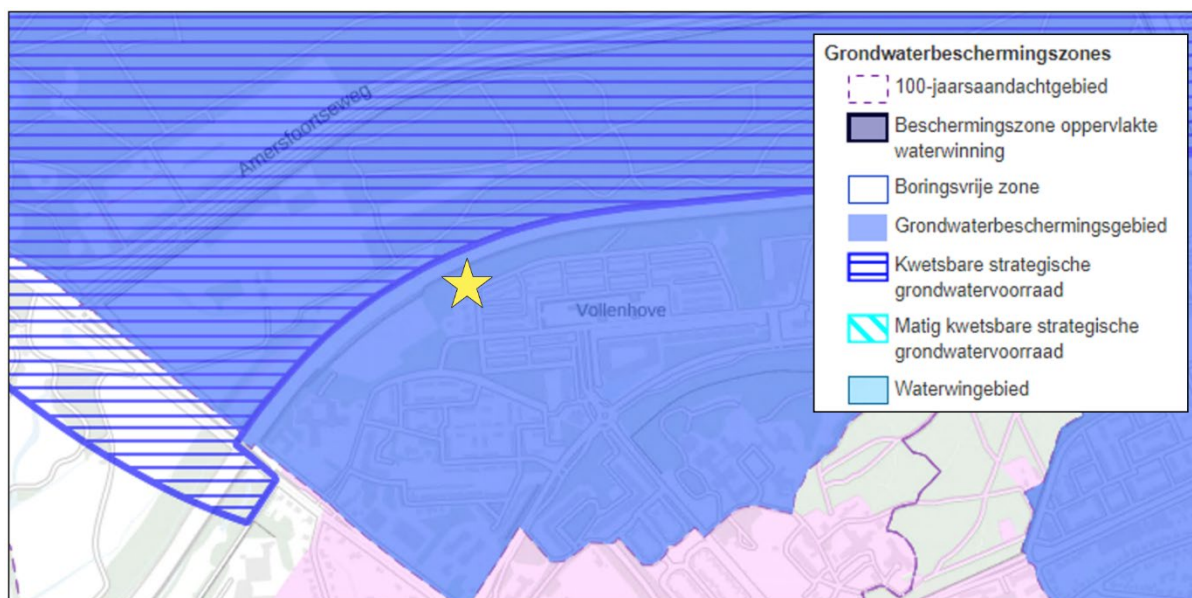 Amersfoortseweg
Vollenhove
Grondwaterbeschermingszones
100-jaarsaandachtgebied
Beschermingszone oppervlakte
waterwinning
Boringsvrije zone
Grondwaterbeschermingsgebied
Kwetsbare strategische
grondwatervoorraad
Matig kwetsbare strategische
grondwatervoorraad
Waterwingebied